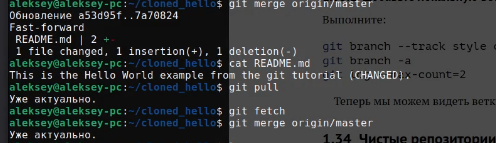 aleksey@aleksey-pc:~/cloned_hello$ git merge origin/master
Обновление a53d95f..7a70824
Fast-forward
README.md | 2 +-
1 file changed, 1 insertion(+), 1 deletion(-)
aleksey@aleksey-pc:~/cloned_hello$ cat README.md
This is the Hello World example from the git tutorial (CHANGED).
aleksey@aleksey-pc:~/cloned_hello$ git pull
Уже актуально.
aleksey@aleksey-pc:~/cloned_hello$ git fetch
aleksey@aleksey-pc:~/cloned_hello$ git merge origin/master
Уже актуально.
Выполните:
git branch --track style
git branch -a
Теперь мы можем видеть ветк
1.34 Чистые репозитории